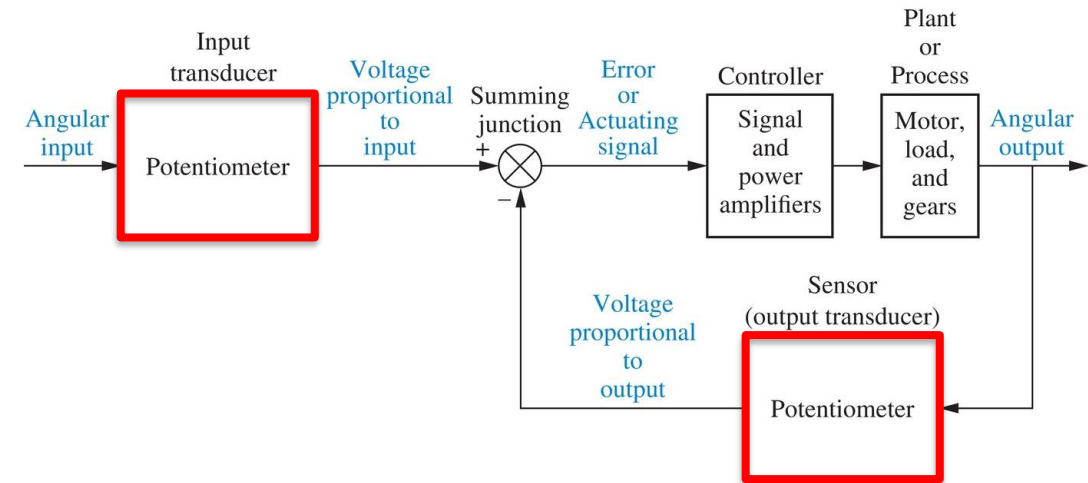 Input
transducer
Angular
input
Potentiometer
Voltage
proportional
to
input
Summing
junction
+
−
Error
or
Actuating
signal
Controller
Signal
and
power
amplifiers
Plant
or
Process
Motor,
load,
and
gears
Angular
output
Sensor
(output transducer)
Potentiometer
Voltage
proportional
to
output